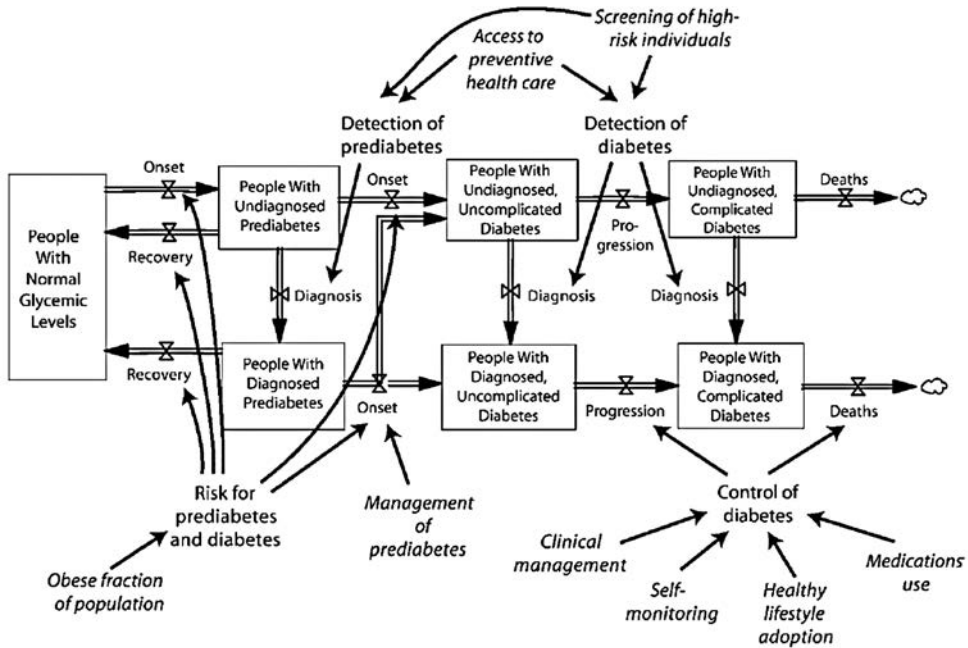 Screening of high-
risk individuals
Access to
preventive
health care
Detection of
prediabetes
Detection of
diabetes
Onset
People With
Undiagnosed
Prediabetes
Onset
People With
Undiagnosed,
Uncomplicated
Diabetes
Pro-
gression
People With
Undiagnosed,
Complicated
Diabetes
Deaths
People
With
Normal
Glycemic
Levels
Recovery
Diagnosis
Diagnosis
Diagnosis
Recovery
People With
Diagnosed
Prediabetes
Onset
People With
Diagnosed,
Uncomplicated
Diabetes
Progression
People With
Diagnosed,
Complicated
Diabetes
Deaths
Risk for
prediabetes
and diabetes
Management
of
prediabetes
Control of
diabetes
Obese fraction
of population
Clinical
management
Self-
monitoring
Healthy
lifestyle
adoption
Medications
use